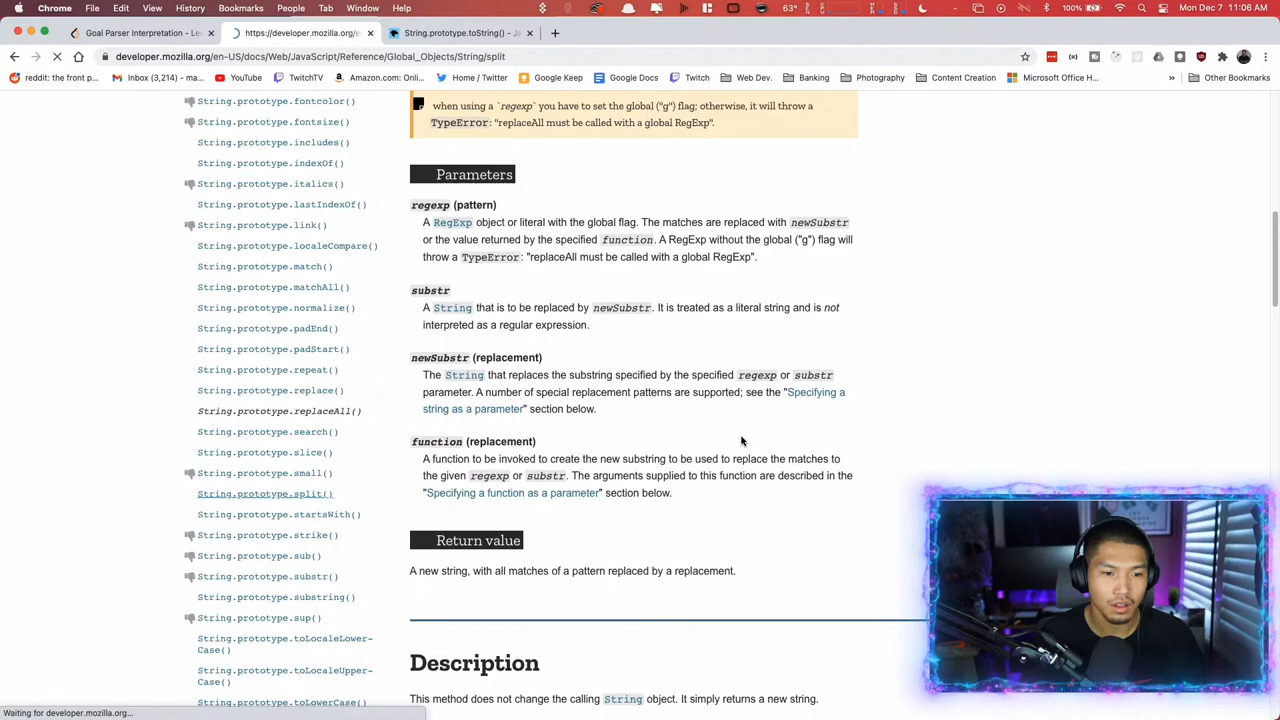 Chrome File Edit View History Bookmarks People Tab Window Help 63° 100% Mon Dec 7 11:06 AM
Goal Parser Interpretation - Le
https://developer.mozilla.org/e
String.prototype.toString() -
developer.mozilla.org/en-US/docs/Web/JavaScript/Reference/Global_Objects/String/split
reddit: the front p... Inbox (3,214) - ma... YouTube TwitchTV Amazon.com: Onlin... Home / Twitter Google Keep Google Docs Twitch Web Dev. Banking Photography Content Creation Microsoft Office H... » Other Bookmarks
String.prototype.fontcolor()
String.prototype.fontsize()
String.prototype.includes()
String.prototype.indexOf()
String.prototype.italics()
String.prototype.lastIndexOf()
String.prototype.link()
String.prototype.localeCompare()
String.prototype.match()
String.prototype.matchAll()
String.prototype.normalize()
String.prototype.padEnd()
String.prototype.padStart()
String.prototype.repeat()
String.prototype.replace()
String.prototype.replaceAll()
String.prototype.search()
String.prototype.slice()
String.prototype.small()
String.prototype.split()
String.prototype.startsWith()
String.prototype.strike()
String.prototype.sub()
String.prototype.substr()
String.prototype.substring()
String.prototype.sup()
String.prototype.toLocaleLower-
Case()
String.prototype.toLocaleUpper-
Case()
String.prototype.toLowerCase()
when using a `regexp` you have to set the global ("g") flag; otherwise, it will throw a
TypeError: "replaceAll must be called with a global RegExp".
Parameters
regexp (pattern)
A RegExp object or literal with the global flag. The matches are replaced with newSubstr
or the value returned by the specified function. A RegExp without the global ("g") flag will
throw a TypeError: "replaceAll must be called with a global RegExp".
substr
A String that is to be replaced by newSubstr. It is treated as a literal string and is not
interpreted as a regular expression.
newSubstr (replacement)
The String that replaces the substring specified by the specified regexp or substr
parameter. A number of special replacement patterns are supported; see the "Specifying a
string as a parameter" section below.
function (replacement)
A function to be invoked to create the new substring to be used to replace the matches to
the given regexp or substr. The arguments supplied to this function are described in the
"Specifying a function as a parameter" section below.
Return value
A new string, with all matches of a pattern replaced by a replacement.
Description
This method does not change the calling String object. It simply returns a new string.
Waiting for developer.mozilla.org...